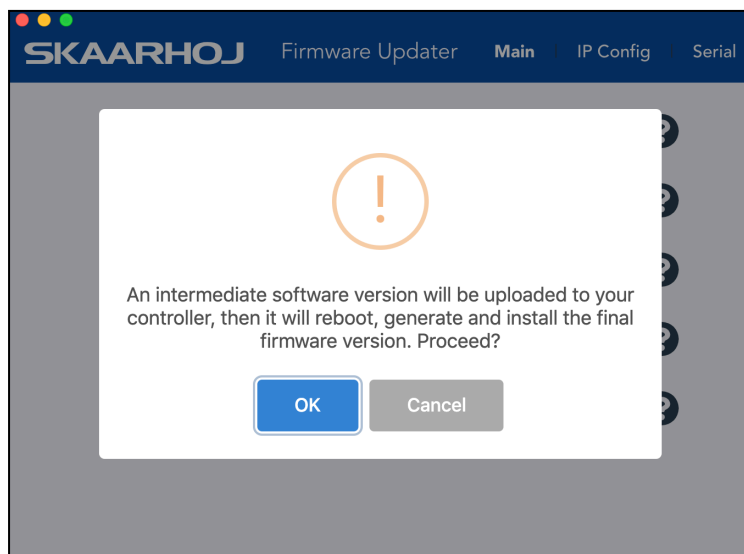 SKAARHOJ Firmware Updater Main IP Config Serial
?
?
?
?
?
!
An intermediate software version will be uploaded to your
controller, then it will reboot, generate and install the final
firmware version. Proceed?
OK Cancel